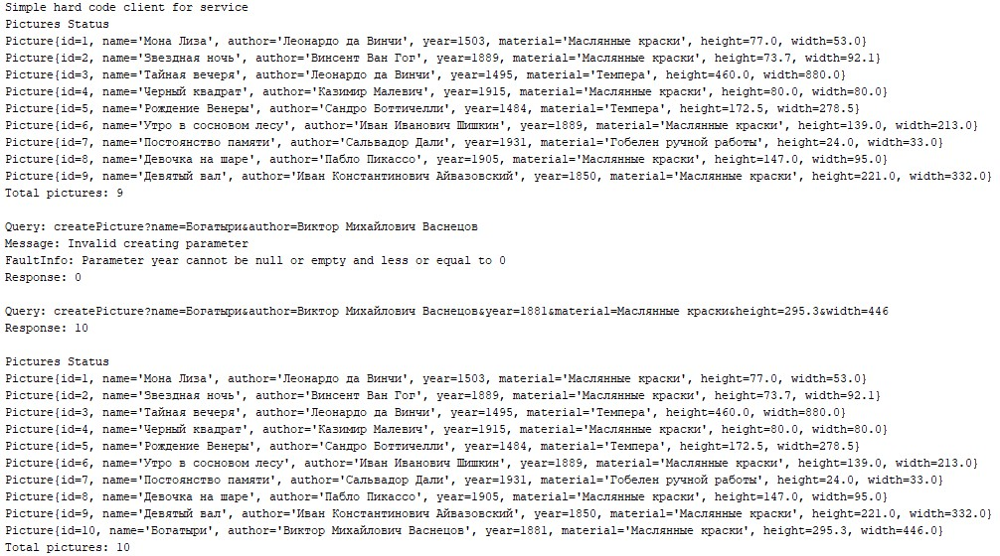 Simple hard code client for service
Pictures Status
Picture{id=1, name='Мона Лиза', author='Леонардо да Винчи', year=1503, material='Маслянные краски', height=77.0, width=53.0}
Picture{id=2, name='Звездная ночь', author='Винсент Ван Гог', year=1889, material='Маслянные краски', height=73.7, width=92.1}
Picture{id=3, name='Тайная вечеря', author='Леонардо да Винчи', year=1495, material='Темпера', height=460.0, width=880.0}
Picture{id=4, name='Черный квадрат', author='Казимир Малевич', year=1915, material='Маслянные краски', height=80.0, width=80.0}
Picture{id=5, name='Рождение Венеры', author='Сандро Боттичелли', year=1484, material='Темпера', height=172.5, width=278.5}
Picture{id=6, name='Утро в сосновом лесу', author='Иван Иванович Шишкин', year=1889, material='Маслянные краски', height=139.0, width=213.0}
Picture{id=7, name='Постоянство памяти', author='Сальвадор Дали', year=1931, material='Гобелен ручной работы', height=24.0, width=33.0}
Picture{id=8, name='Девочка на шаре', author='Пабло Пикассо', year=1905, material='Маслянные краски', height=147.0, width=95.0}
Picture{id=9, name='Девятый вал', author='Иван Константинович Айвазовский', year=1850, material='Маслянные краски', height=221.0, width=332.0}
Total pictures: 9
Query: createPicture?name=Богатыри&author=Виктор Михайлович Васнецов
Message: Invalid creating parameter
FaultInfo: Parameter year cannot be null or empty and less or equal to 0
Response: 0
Query: createPicture?name=Богатыри&author=Виктор Михайлович Васнецов&year=1881&material=Маслянные краски&height=295.3&width=446
Response: 10
Pictures Status
Picture{id=1, name='Мона Лиза', author='Леонардо да Винчи', year=1503, material='Маслянные краски', height=77.0, width=53.0}
Picture{id=2, name='Звездная ночь', author='Винсент Ван Гог', year=1889, material='Маслянные краски', height=73.7, width=92.1}
Picture{id=3, name='Тайная вечеря', author='Леонардо да Винчи', year=1495, material='Темпера', height=460.0, width=880.0}
Picture{id=4, name='Черный квадрат', author='Казимир Малевич', year=1915, material='Маслянные краски', height=80.0, width=80.0}
Picture{id=5, name='Рождение Венеры', author='Сандро Боттичелли', year=1484, material='Темпера', height=172.5, width=278.5}
Picture{id=6, name='Утро в сосновом лесу', author='Иван Иванович Шишкин', year=1889, material='Маслянные краски', height=139.0, width=213.0}
Picture{id=7, name='Постоянство памяти', author='Сальвадор Дали', year=1931, material='Гобелен ручной работы', height=24.0, width=33.0}
Picture{id=8, name='Девочка на шаре', author='Пабло Пикассо', year=1905, material='Маслянные краски', height=147.0, width=95.0}
Picture{id=9, name='Девятый вал', author='Иван Константинович Айвазовский', year=1850, material='Маслянные краски', height=221.0, width=332.0}
Picture{id=10, name='Богатыри', author='Виктор Михайлович Васнецов', year=1881, material='Маслянные краски', height=295.3, width=446.0}
Total pictures: 10